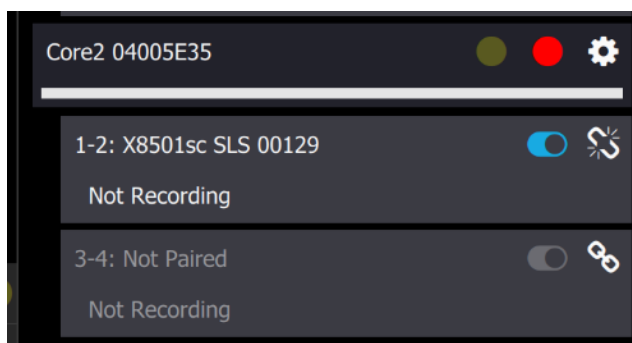 Core2 04005E35
1-2: X8501sc SLS 00129
Not Recording
3-4: Not Paired
Not Recording